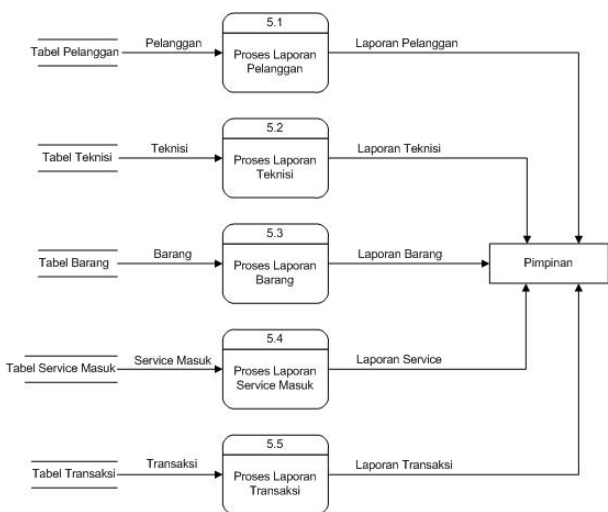 5.1
Tabel Pelanggan
Pelanggan
Proses Laporan
Pelanggan
Laporan Pelanggan
5.2
Tabel Teknisi
Teknisi
Proses Laporan
Teknisi
Laporan Teknisi
5.3
Tabel Barang
Barang
Proses Laporan
Barang
Laporan Barang
Pimpinan
5.4
Tabel Service Masuk
Service Masuk
Proses Laporan
Service Masuk
Laporan Service
5.5
Tabel Transaksi
Transaksi
Proses Laporan
Transaksi
Laporan Transaksi